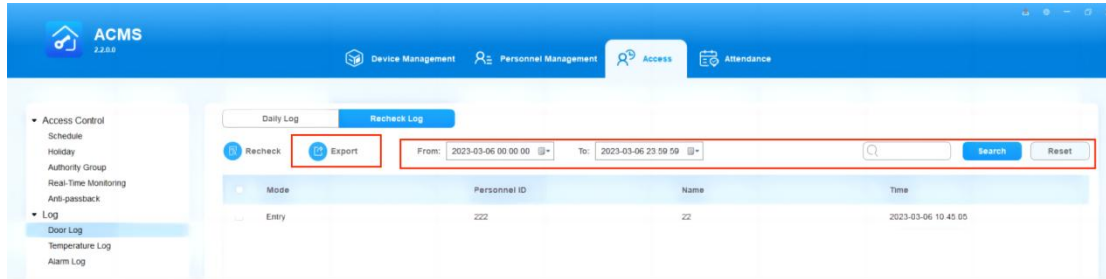 ACMS
2.2.0.0
Device Management Personnel Management Access Attendance
Access Control
Schedule
Holiday
Authority Group
Real-Time Monitoring
Anti-passback
Log
Door Log
Temperature Log
Alarm Log
Daily Log Recheck Log
Recheck Export From: 2023-03-06 00:00:00 To: 2023-03-06 23:59:59 Search Reset
Mode Personnel ID Name Time
Entry 222 22 2023-03-06 10:45:05